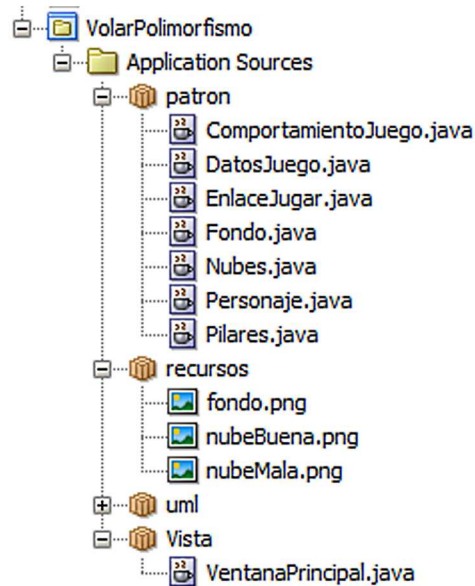 VolarPolimorfismo
Application Sources
patron
ComportamientoJuego.java
DatosJuego.java
EnlaceJugar.java
Fondo.java
Nubes.java
Personaje.java
Pilares.java
recursos
fondo.png
nubeBuena.png
nubeMala.png
uml
Vista
VentanaPrincipal.java